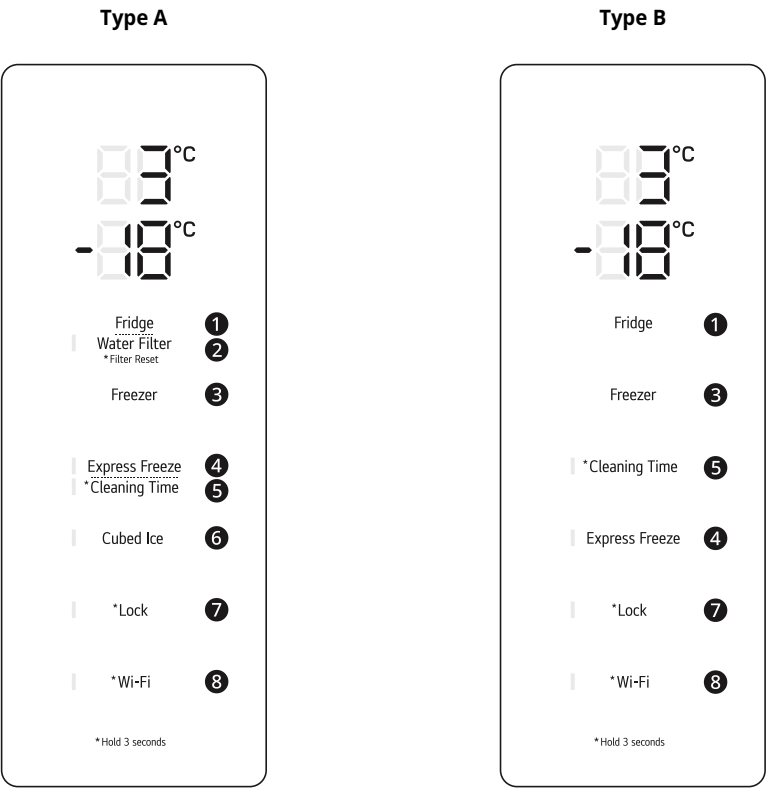 Type A
3°C
-18°C
Fridge 1
Water Filter 2
*Filter Reset
Freezer 3
Express Freeze 4
*Cleaning Time 5
Cubed Ice 6
*Lock 7
*Wi-Fi 8
*Hold 3 seconds
Type B
3°C
-18°C
Fridge 1
Freezer 3
*Cleaning Time 5
Express Freeze 4
*Lock 7
*Wi-Fi 8
*Hold 3 seconds